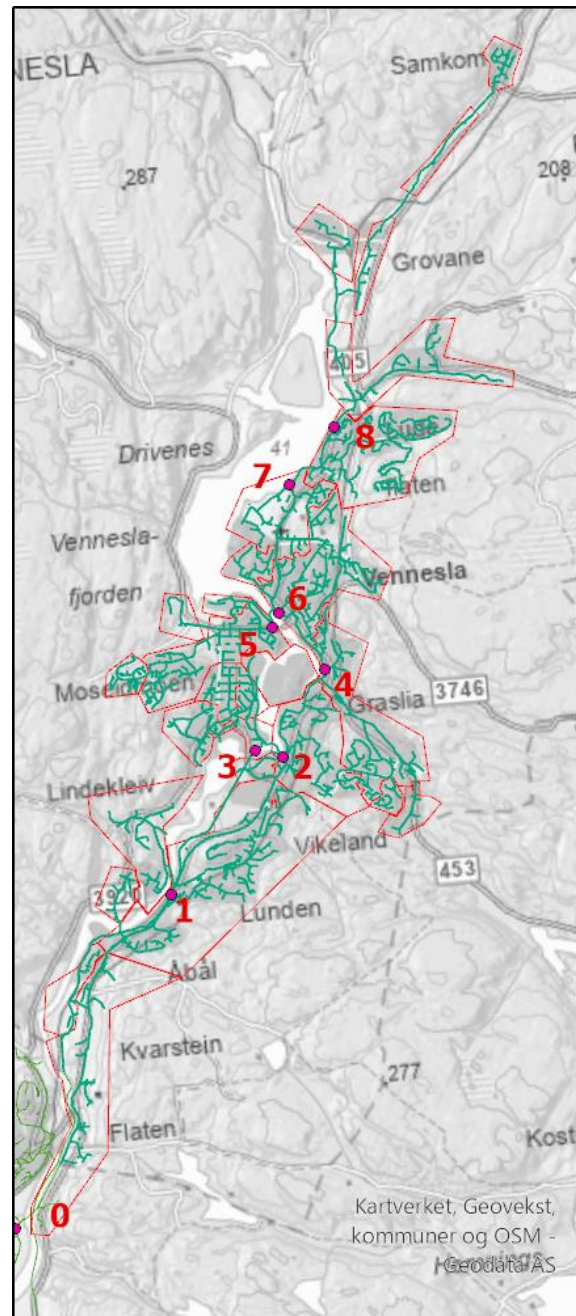 NESLA
Samkom
287
208
Grovane
405
8
Drivenes
41
7
Vennesla-
fjorden
Vennesla
6
5
4
3746
Graslia
3
2
Lindekleiv
Vikeland
453
392
1
Lunden
Åbål
Kvarstein
277
Flaten
Kost
0
Kartverket, Geovekst,
kommuner og OSM -
Geodata AS